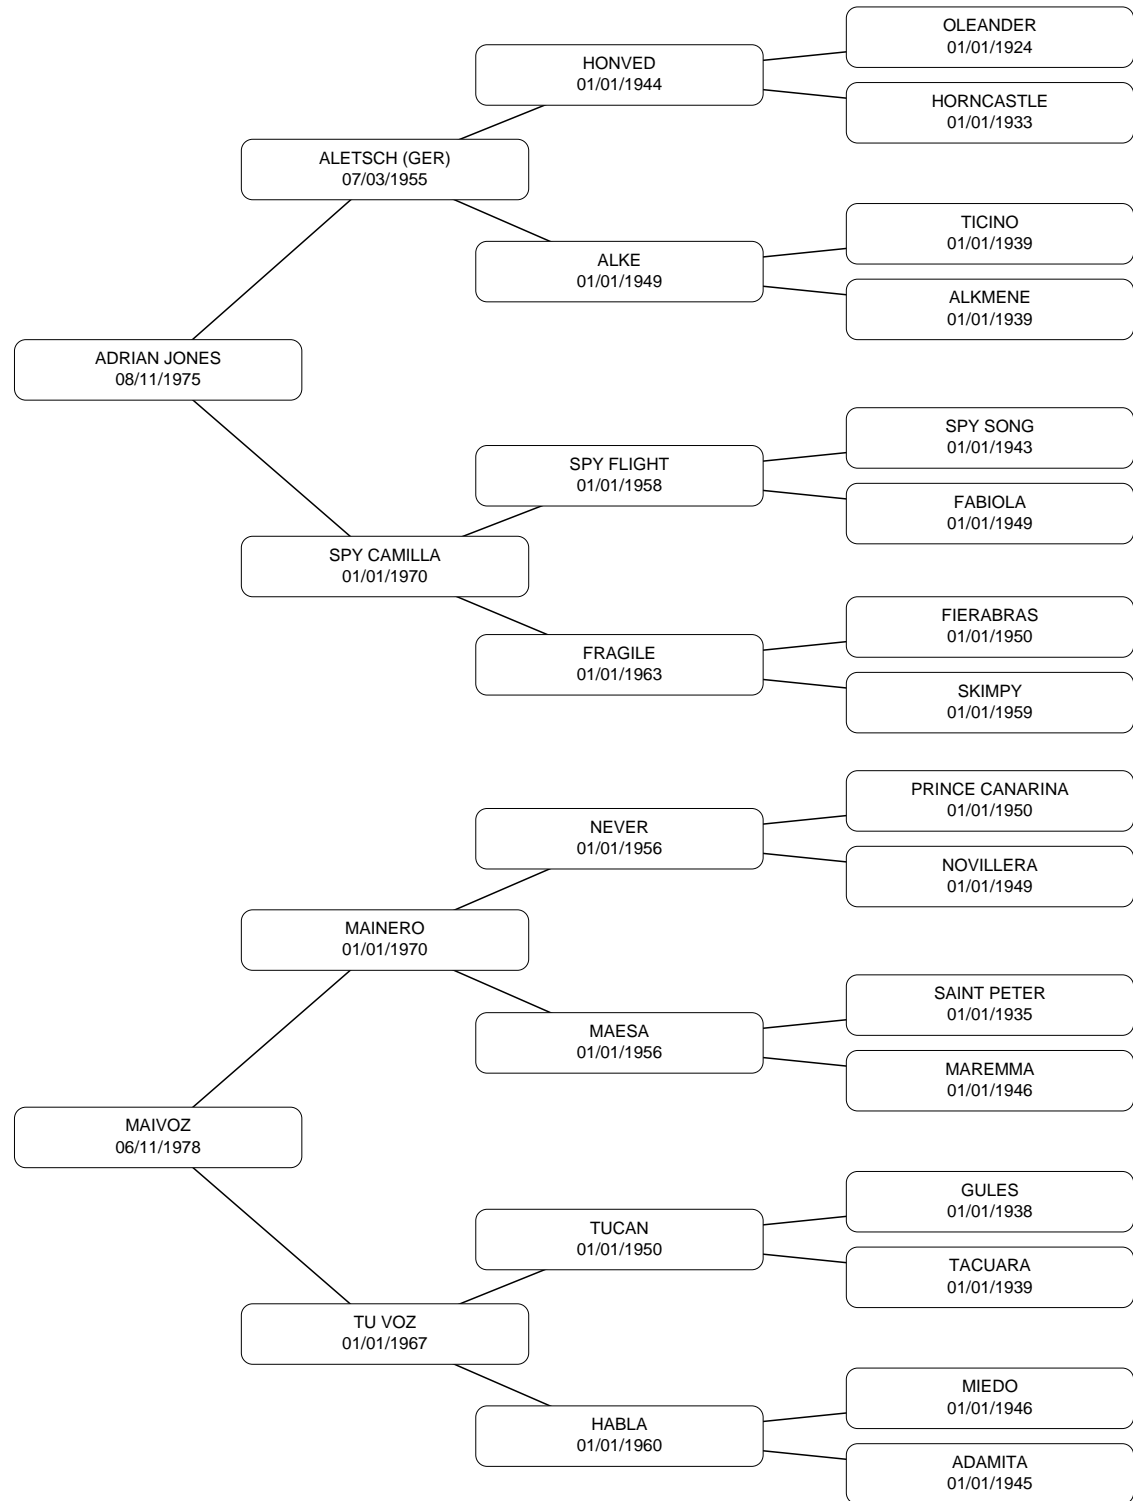 OLEANDER
01/01/1924
HONVED
01/01/1944
HORNCASTLE
01/01/1933
ALETSCH (GER)
07/03/1955
TICINO
01/01/1939
ALKE
01/01/1949
ALKMENE
01/01/1939
ADRIAN JONES
08/11/1975
SPY SONG
01/01/1943
SPY FLIGHT
01/01/1958
FABIOLA
01/01/1949
SPY CAMILLA
01/01/1970
FIERABRAS
01/01/1950
FRAGILE
01/01/1963
SKIMPY
01/01/1959
PRINCE CANARINA
01/01/1950
NEVER
01/01/1956
NOVILLERA
01/01/1949
MAINERO
01/01/1970
SAINT PETER
01/01/1935
MAESA
01/01/1956
MAREMMA
01/01/1946
MAIVOZ
06/11/1978
GULES
01/01/1938
TUCAN
01/01/1950
TACUARA
01/01/1939
TU VOZ
01/01/1967
MIEDO
01/01/1946
HABLA
01/01/1960
ADAMITA
01/01/1945